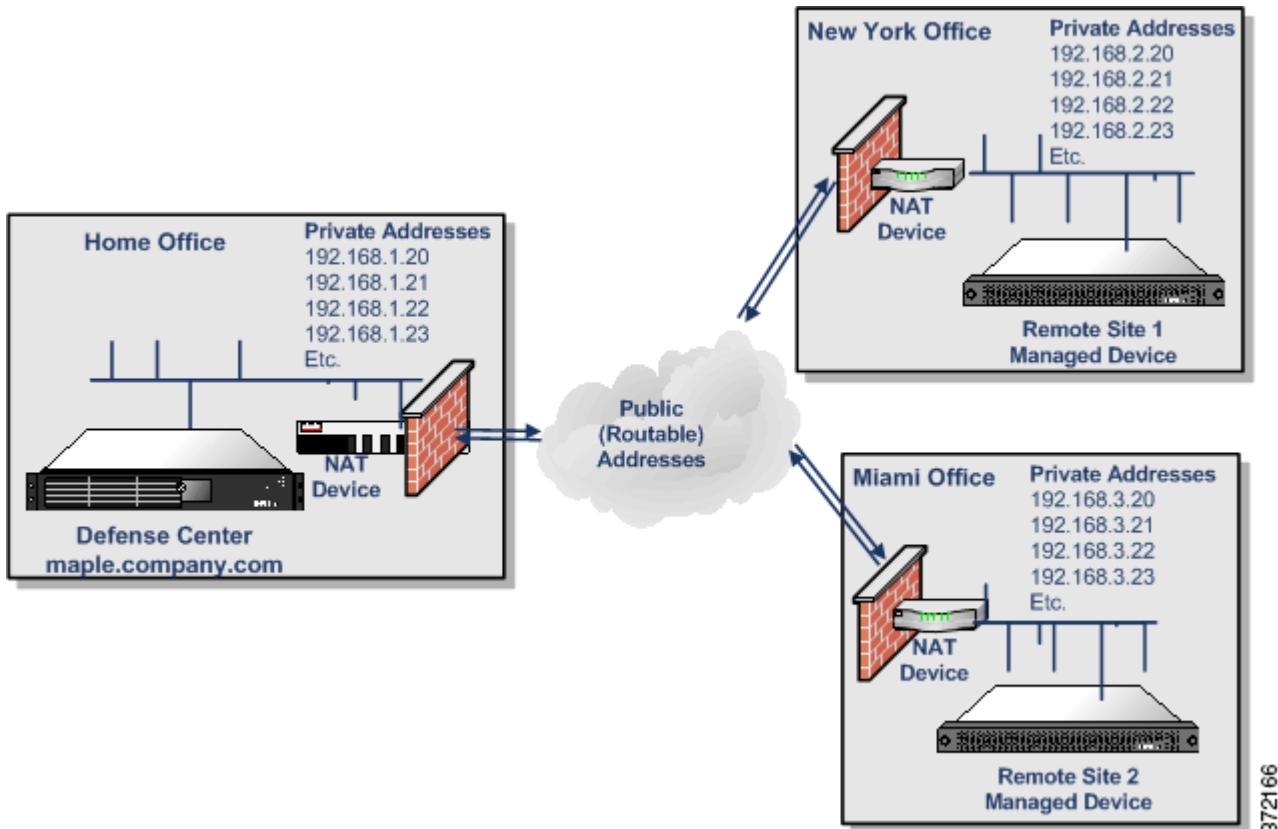 Home Office
Private Addresses
192.168.1.20
192.168.1.21
192.168.1.22
192.168.1.23
Etc.
NAT
Device
Defense Center
maple.company.com
Public
(Routable)
Addresses
New York Office
Private Addresses
192.168.2.20
192.168.2.21
192.168.2.22
192.168.2.23
Etc.
NAT
Device
Remote Site 1
Managed Device
Miami Office
Private Addresses
192.168.3.20
192.168.3.21
192.168.3.22
192.168.3.23
Etc.
NAT
Device
Remote Site 2
Managed Device
372166